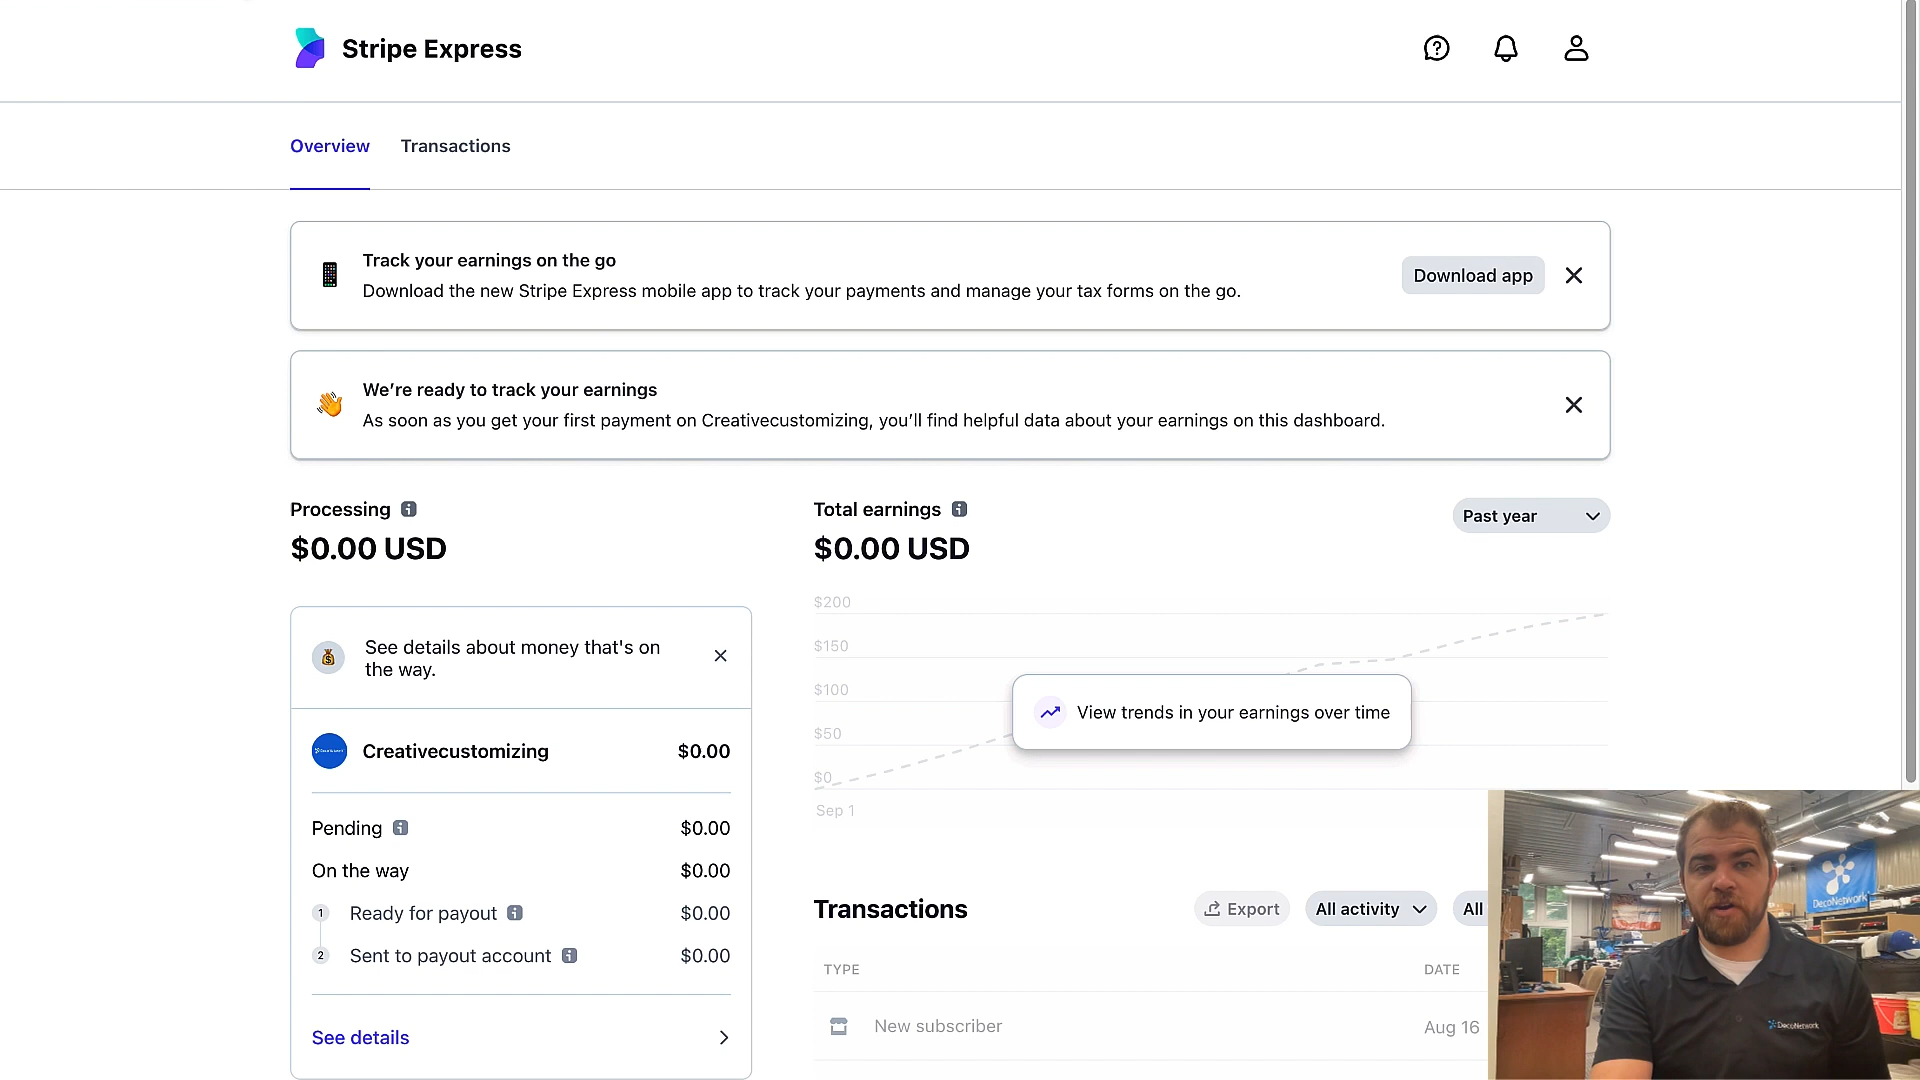 Stripe Express
Overview
Transactions
Track your earnings on the go
Download the new Stripe Express mobile app to track your payments and manage your tax forms on the go.
Download app
We're ready to track your earnings
As soon as you get your first payment on Creativecustomizing, you'll find helpful data about your earnings on this dashboard.
Processing
$0.00 USD
See details about money that's on
the way.
Creativecustomizing
$0.00
Pending
$0.00
On the way
$0.00
1
Ready for payout
$0.00
2
Sent to payout account
$0.00
See details
Total earnings
$0.00 USD
Past year
$200
$150
$100
$50
$0
Sep 1
View trends in your earnings over time
Transactions
Export
All activity
All
TYPE
DATE
New subscriber
Aug 16
DecoNetwork
DecoNetwork